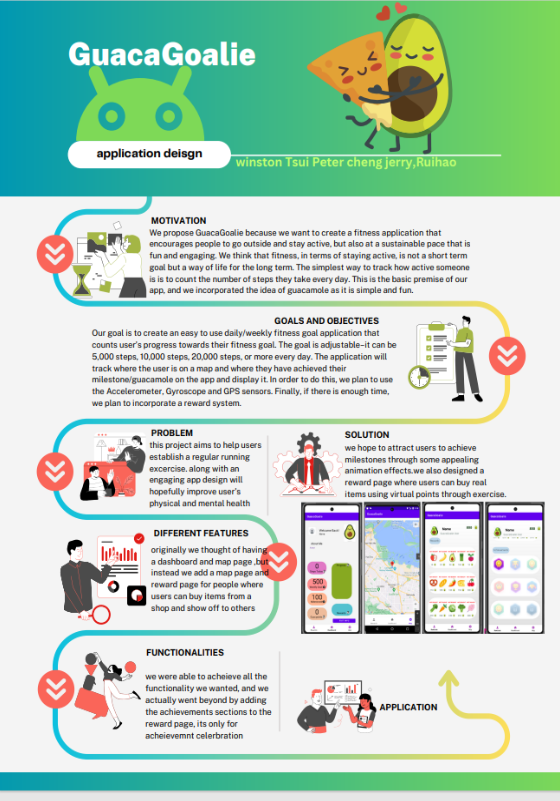 GuacaGoalie
application deisgn
winston Tsui Peter cheng jerry,Ruihao
MOTIVATION
We propose GuacaGoalie because we want to create a fitness application that
encourages people to go outside and stay active, but also at a sustainable pace that is
fun and engaging. We think that fitness, in terms of staying active, is not a short term
goal but a way of life for the long term. The simplest way to track how active someone
is is to count the number of steps they take every day. This is the basic premise of our
app, and we incorporated the idea of guacamole as it is simple and fun.
GOALS AND OBJECTIVES
Our goal is to create an easy to use daily/weekly fitness goal application that
counts user's progress towards their fitness goal. The goal is adjustable–it can be
5,000 steps, 10,000 steps, 20,000 steps, or more every day. The application will
track where the user is on a map and where they have achieved their
milestone/guacamole on the app and display it. In order to do this, we plan to use
the Accelerometer, Gyroscope and GPS sensors. Finally, if there is enough time,
we plan to incorporate a reward system.
PROBLEM
this project aims to help users
establish a regular running
excercise. along with an
engaging app design will
hopefully improve user's
physical and mental health
SOLUTION
we hope to attract users to achieve
milestones through some appealing
animation effects.we also designed a
reward page where users can buy real
items using virtual points through exercise.
DIFFERENT FEATURES
originally we thought of having
a dashboard and map page ,but
instead we add a map page and
reward page for people where
users can buy items from a
shop and show off to others
0
500
100
0
Name
Name
FUNCTIONALITIES
we were able to acheieve all the
functionality we wanted, and we
actually went beyond by adding
the achievements sections to the
reward page, its only for
acheievemnt celerbration
APPLICATION